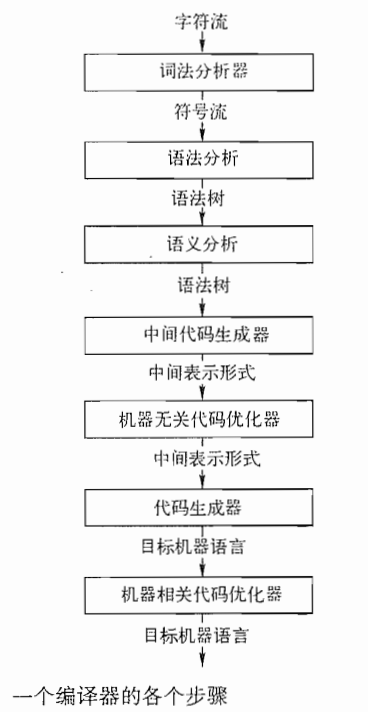 字符流
词法分析器
符号流
语法分析
语法树
语义分析
语法树
中间代码生成器
中间表示形式
机器无关代码优化器
中间表示形式
代码生成器
目标机器语言
机器相关代码优化器
目标机器语言
一个编译器的各个步骤